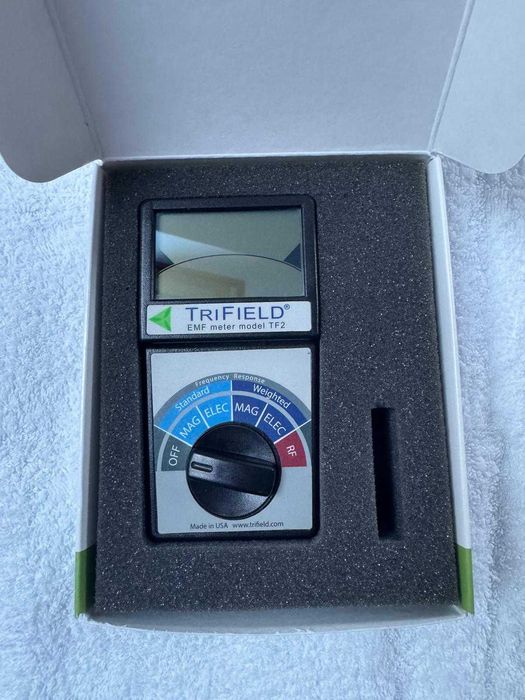 TRIFIELD®
EMF meter model TF2
Frequency Response
Standard Weighted
OFF MAG ELEC MAG ELEC RF
Made in USA www.trifield.com